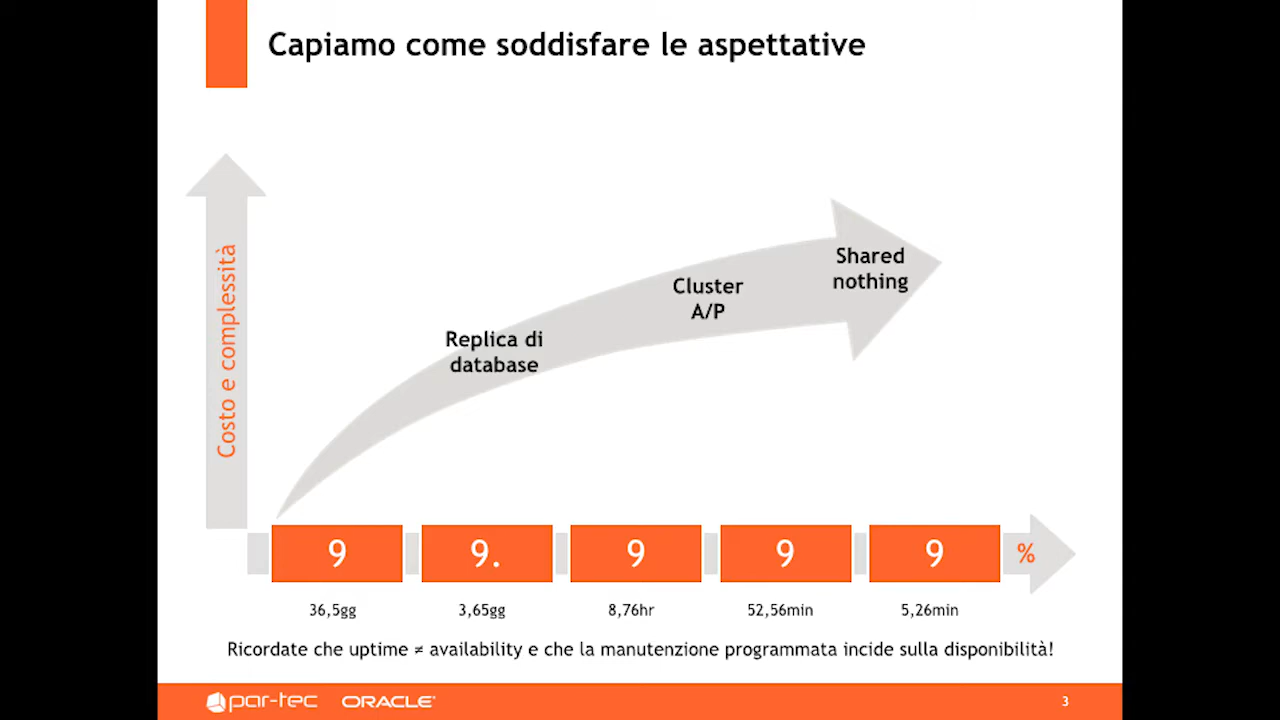 Capiamo come soddisfare le aspettative
Costo e complessità
Replica di
database
Cluster
A/P
Shared
nothing
9 9. 9 9 9 %
36,5gg 3,65gg 8,76hr 52,56min 5,26min
Ricordate che uptime ≠ availability e che la manutenzione programmata incide sulla disponibilità!
par-tec ORACLE® 3